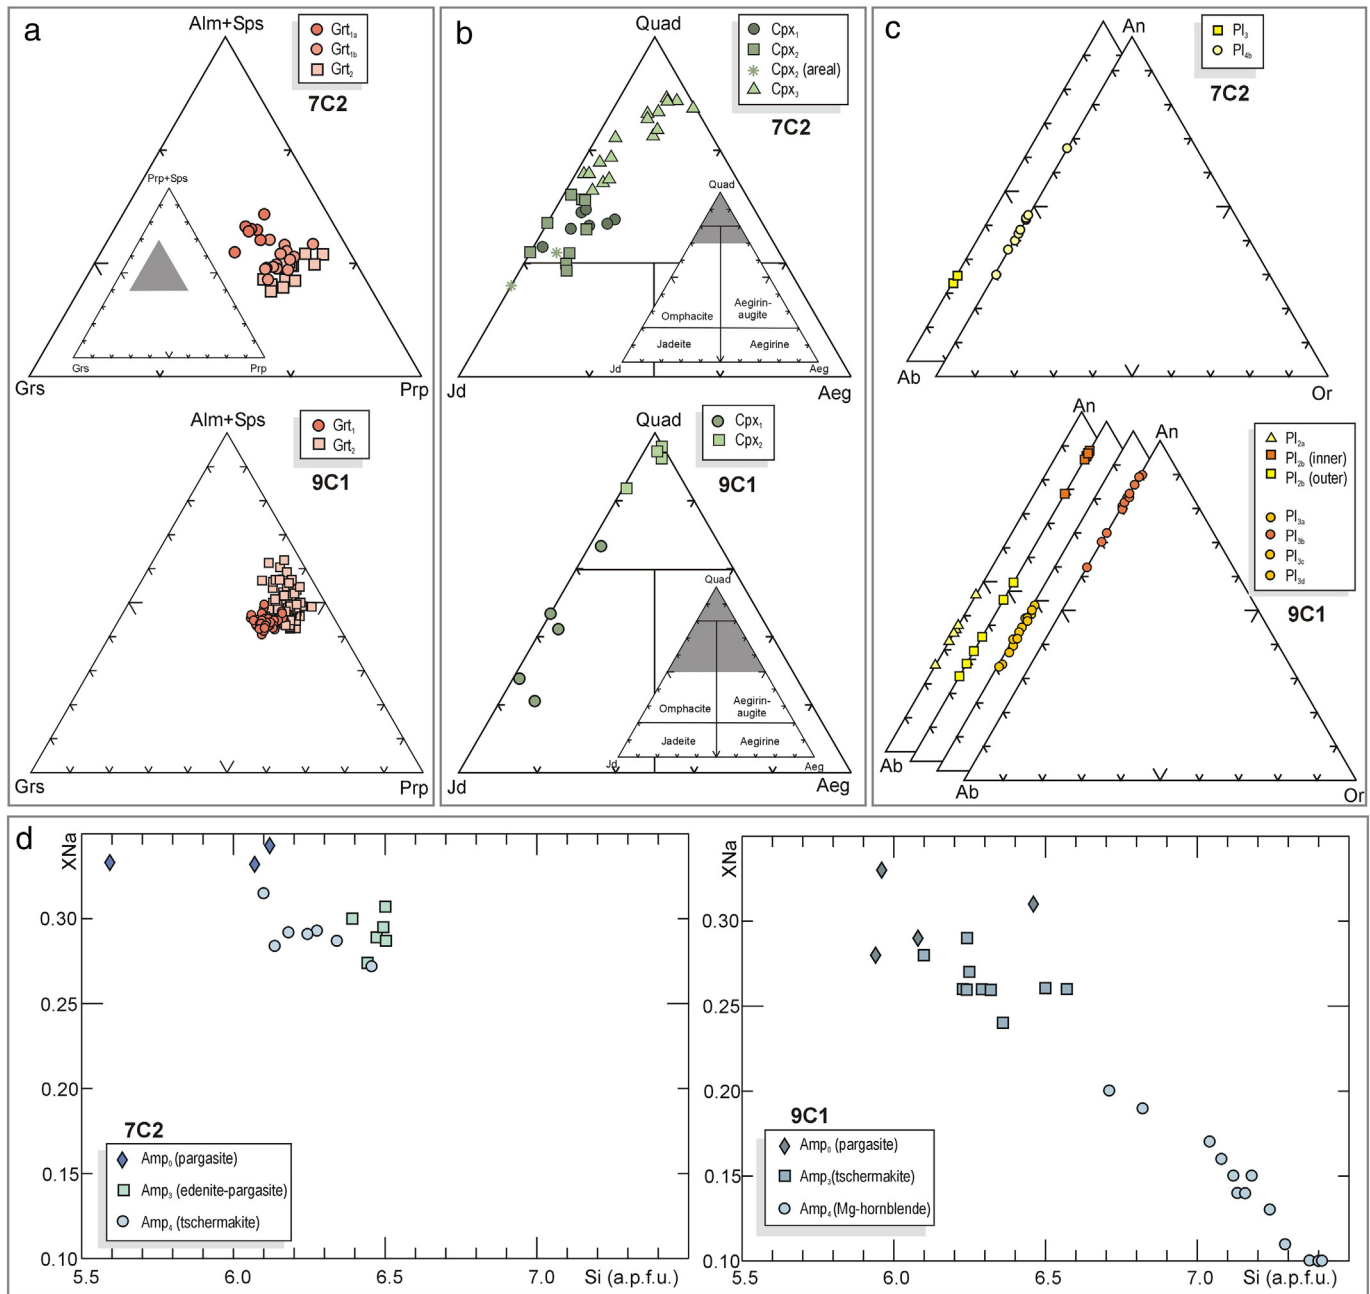 a
Alm+Sps
Grt1a
Grt1b
Grt2
7C2
Prp+Sps
Grs
Prp
Grs
Prp
Alm+Sps
Grt1
Grt2
9C1
Grs
Prp
b
Quad
Cpx1
Cpx2
Cpx2 (areal)
Cpx3
7C2
Quad
Omphacite
Aegirin-
augite
Jadeite
Aegirine
Jd
Aeg
Jd
Aeg
Quad
Cpx1
Cpx2
9C1
Quad
Omphacite
Aegirin-
augite
Jadeite
Aegirine
Jd
Aeg
Jd
Aeg
c
An
Pl3
Pl4b
7C2
Ab
Or
An
An
Pl2a
Pl2b (inner)
Pl2b (outer)
Pl3a
Pl3b
Pl3c
Pl3d
9C1
Ab
Ab
Or
d
XNa
0.30
0.25
0.20
0.15
0.10
7C2
Amp0 (pargasite)
Amp3 (edenite-pargasite)
Amp4 (tschermakite)
5.5 6.0 6.5 7.0 Si (a.p.f.u.)
XNa
0.30
0.25
0.20
0.15
0.10
9C1
Amp0 (pargasite)
Amp3(tschermakite)
Amp4 (Mg-hornblende)
5.5 6.0 6.5 7.0 Si (a.p.f.u.)